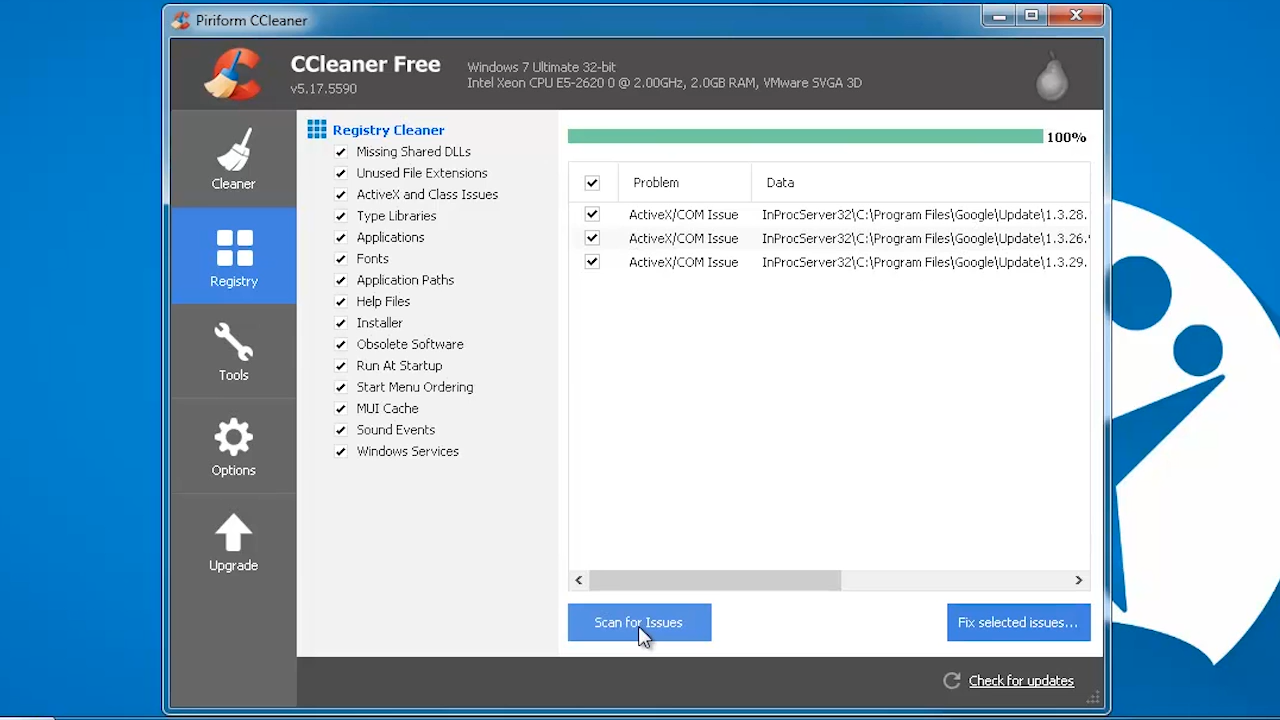 Piriform CCleaner
CCleaner Free
v5.17.5590
Windows 7 Ultimate 32-bit
Intel Xeon CPU E5-2620 0 @ 2.00GHz, 2.0GB RAM, VMware SVGA 3D
Cleaner
Registry
Tools
Options
Upgrade
Registry Cleaner
Missing Shared DLLs
Unused File Extensions
ActiveX and Class Issues
Type Libraries
Applications
Fonts
Application Paths
Help Files
Installer
Obsolete Software
Run At Startup
Start Menu Ordering
MUI Cache
Sound Events
Windows Services
100%
Problem Data
ActiveX/COM Issue InProcServer32\C:\Program Files\Google\Update\1.3.28.
ActiveX/COM Issue InProcServer32\C:\Program Files\Google\Update\1.3.26.
ActiveX/COM Issue InProcServer32\C:\Program Files\Google\Update\1.3.29.
Scan for Issues
Fix selected issues...
Check for updates